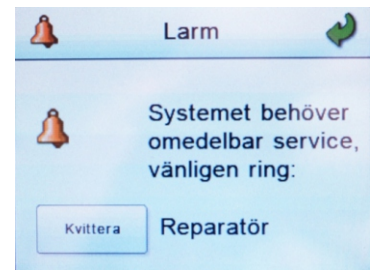 Larm
Systemet behöver
omedelbar service,
vänligen ring:
Kvittera
Reparatör